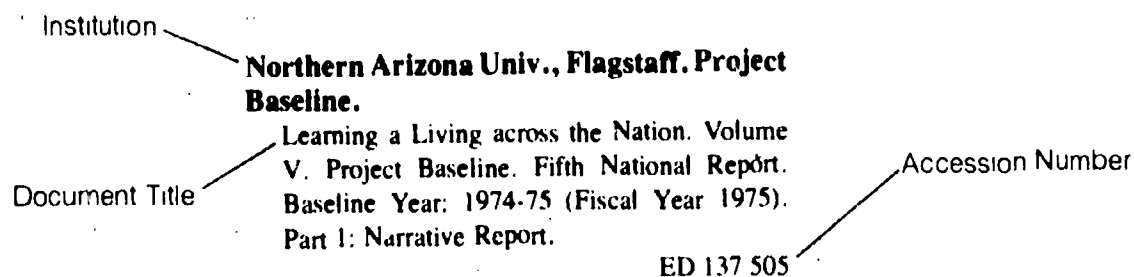 Institution
Northern Arizona Univ., Flagstaff. Project
Baseline.
Learning a Living across the Nation. Volume
V. Project Baseline. Fifth National Report.
Document Title
Accession Number
Baseline Year: 1974-75 (Fiscal Year 1975).
Part 1: Narrative Report.
ED 137 505